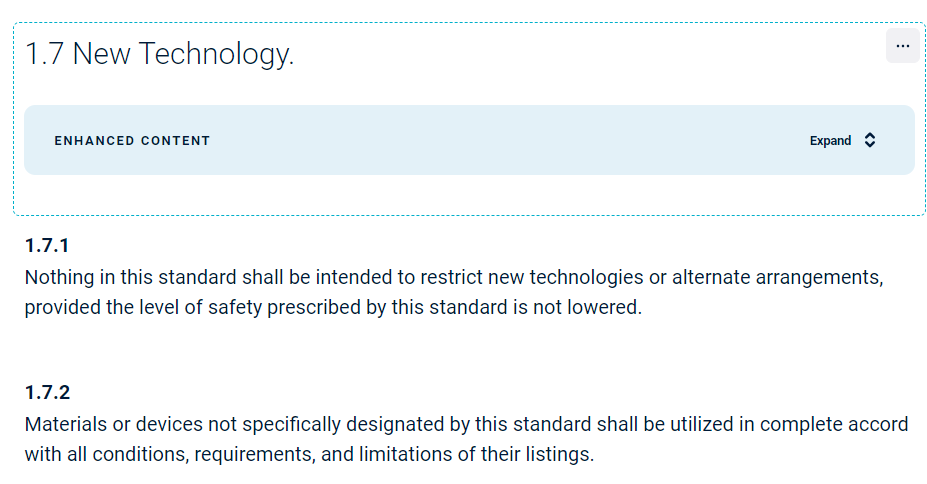 1.7 New Technology.
...
ENHANCED CONTENT Expand
1.7.1
Nothing in this standard shall be intended to restrict new technologies or alternate arrangements,
provided the level of safety prescribed by this standard is not lowered.
1.7.2
Materials or devices not specifically designated by this standard shall be utilized in complete accord
with all conditions, requirements, and limitations of their listings.